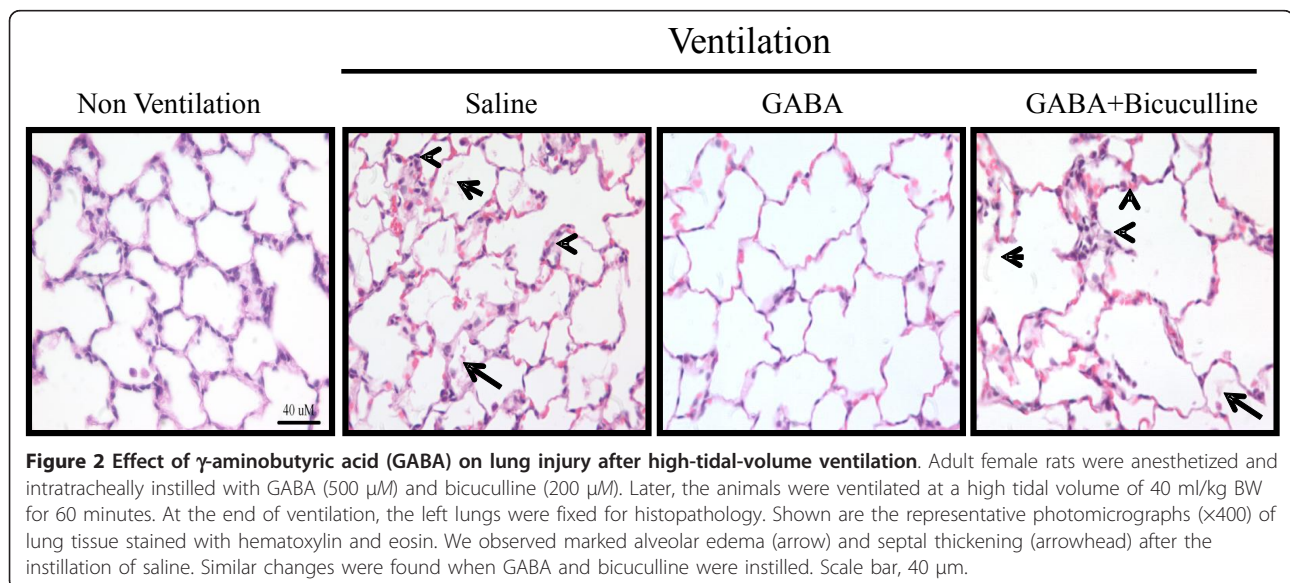 Ventilation
Non Ventilation
Saline
GABA
GABA+Bicuculline
40 uM
Figure 2 Effect of γ-aminobutyric acid (GABA) on lung injury after high-tidal-volume ventilation. Adult female rats were anesthetized and
intratracheally instilled with GABA (500 μM) and bicuculline (200 μM). Later, the animals were ventilated at a high tidal volume of 40 ml/kg BW
for 60 minutes. At the end of ventilation, the left lungs were fixed for histopathology. Shown are the representative photomicrographs (×400) of
lung tissue stained with hematoxylin and eosin. We observed marked alveolar edema (arrow) and septal thickening (arrowhead) after the
instillation of saline. Similar changes were found when GABA and bicuculline were instilled. Scale bar, 40 μm.